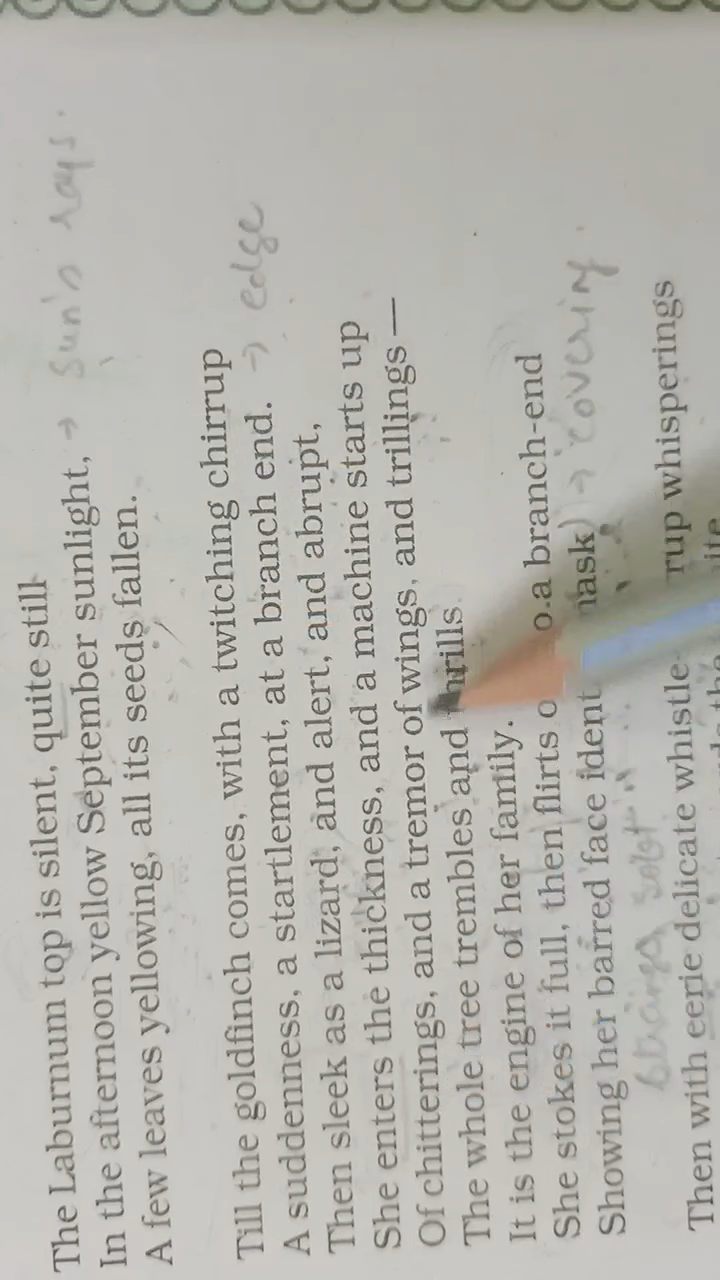 The Laburnum top is silent, quite still
In the afternoon yellow September sunlight, → sun's rays.
A few leaves yellowing, all its seeds fallen.
Till the goldfinch comes, with a twitching chirrup
A suddenness, a startlement, at a branch end. → edge
Then sleek as a lizard, and alert, and abrupt,
She enters the thickness, and a machine starts up
Of chitterings, and a tremor of wings, and trillings —
The whole tree trembles and thrills.
It is the engine of her family.
She stokes it full, then flirts a branch-end
Showing her barred face → covering.
Then with eerie delicate whistle- rup whisperings